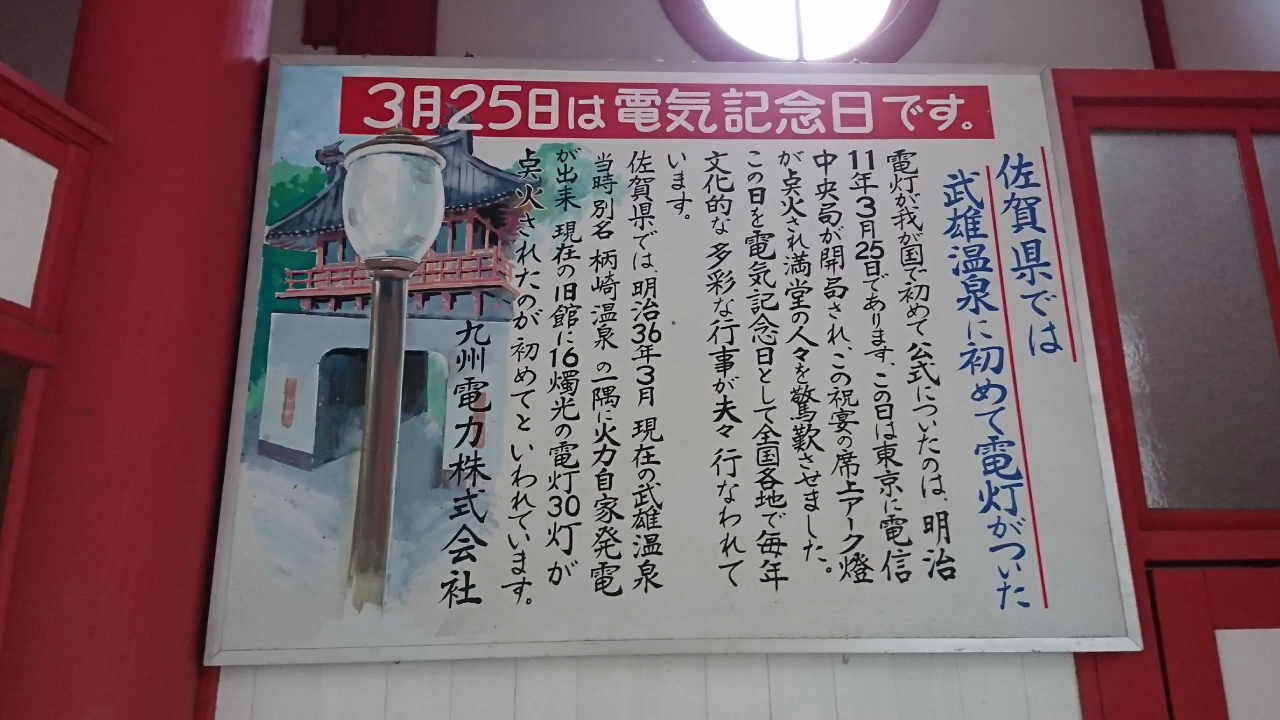 3月25日は電気記念日です。
佐賀県では
武雄温泉に初めて電灯がついた
電灯が我が国で初めて公式についたのは、明治
11年3月25日であります、この日は東京に電信
中央局が開局され、この祝宴の席上アーク燈
が点火され満堂の人々を驚歎させました。
この日を電気記念日として全国各地で毎年
文化的な多彩な行事が夫々行なわれて
います。
佐賀県では、明治36年3月 現在の武雄温泉
当時別名 柄崎温泉 の一隅に火力自家発電
が出来 現在の旧館に16燭光の電灯30灯が
点火されたのが初めてといわれています。
九州電力株式会社